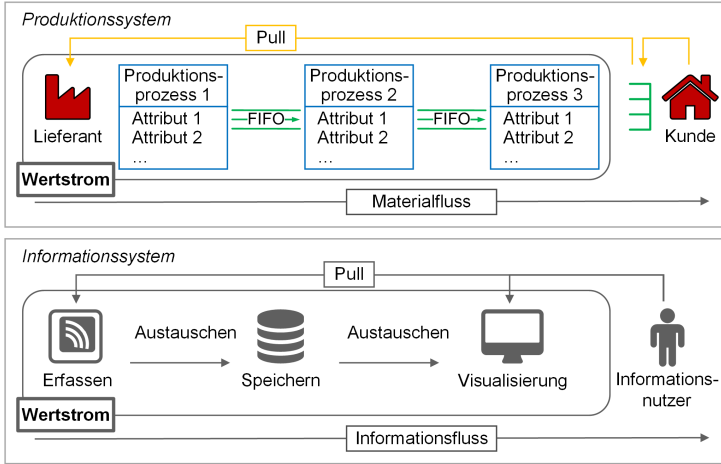 Produktionssystem
Pull
Produktions-
prozess 1
Attribut 1
Attribut 2
...
FIFO
Produktions-
prozess 2
Attribut 1
Attribut 2
...
FIFO
Produktions-
prozess 3
Attribut 1
Attribut 2
...
Lieferant
Kunde
Wertstrom
Materialfluss
Informationssystem
Pull
Austauschen
Austauschen
Erfassen
Speichern
Visualisierung
Informations-
nutzer
Wertstrom
Informationsfluss